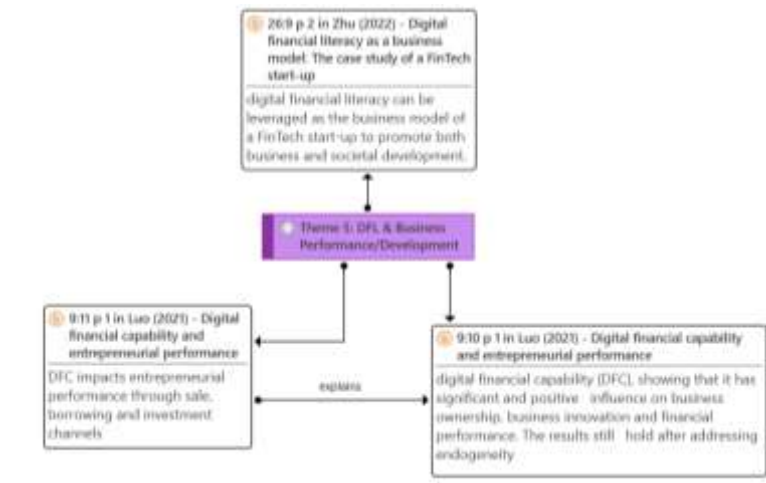 26:9 p 2 in Zhu (2022) - Digital
financial literacy as a business
model: The case study of a FinTech
start-up
digital financial literacy can be
leveraged as the business model of
a FinTech start-up to promote both
business and societal development.
Theme 5: DFL & Business
Performance/Development
9:11 p 1 in Luo (2021) - Digital
financial capability and
entrepreneurial performance
DFC impacts entrepreneurial
performance through sale,
borrowing and investment
channels
explains
9:10 p 1 in Luo (2021) - Digital financial capability
and entrepreneurial performance
digital financial capability (DFC), showing that it has
significant and positive influence on business
ownership, business innovation and financial
performance. The results still hold after addressing
endogeneity